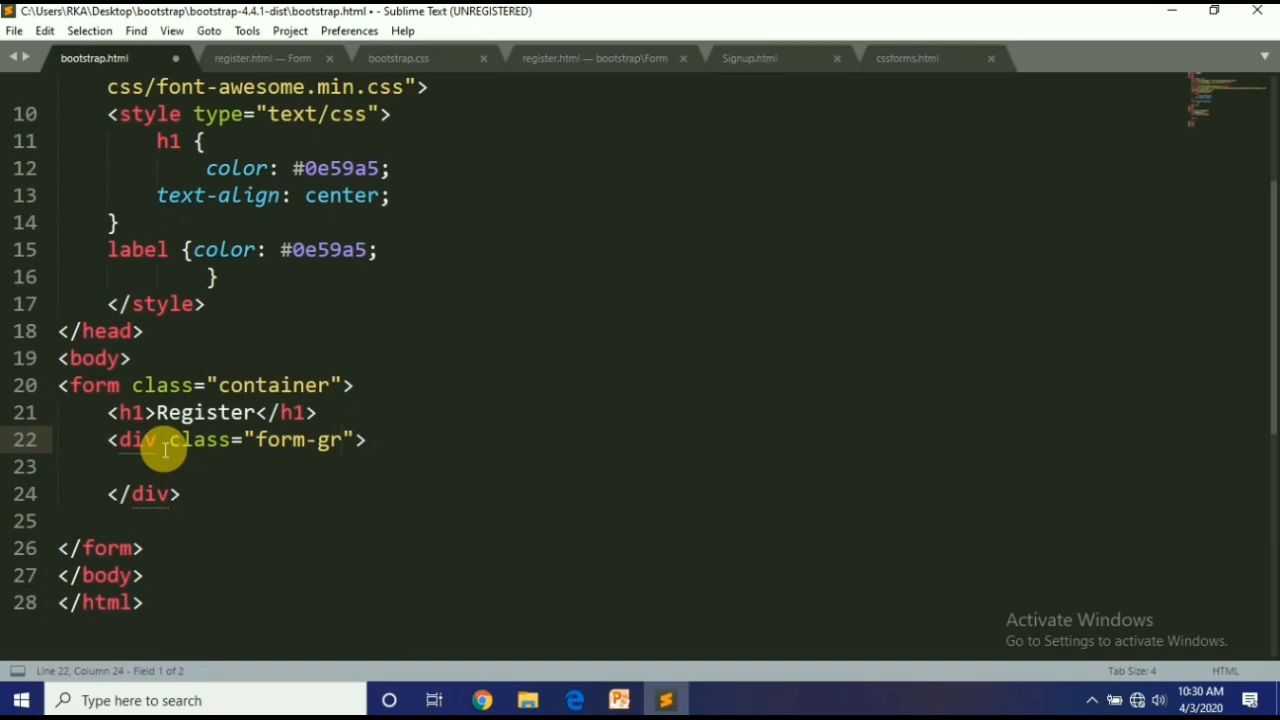 C:\Users\RKA\Desktop\bootstrap\bootstrap-4.4.1-dist\bootstrap.html • - Sublime Text (UNREGISTERED)
File Edit Selection Find View Goto Tools Project Preferences Help
bootstrap.html register.html — Form bootstrap.css register.html — bootstrap\Form Signup.html cssforms.html
css/font-awesome.min.css">
10 <style type="text/css">
11 h1 {
12 color: #0e59a5;
13 text-align: center;
14 }
15 label {color: #0e59a5;
16 }
17 </style>
18 </head>
19 <body>
20 <form class="container">
21 <h1>Register</h1>
22 <div class="form-gr">
23
24 </div>
25
26 </form>
27 </body>
28 </html>
Activate Windows
Go to Settings to activate Windows.
Line 22, Column 24 - Field 1 of 2 Tab Size: 4 HTML
Type here to search
10:30 AM
4/3/2020